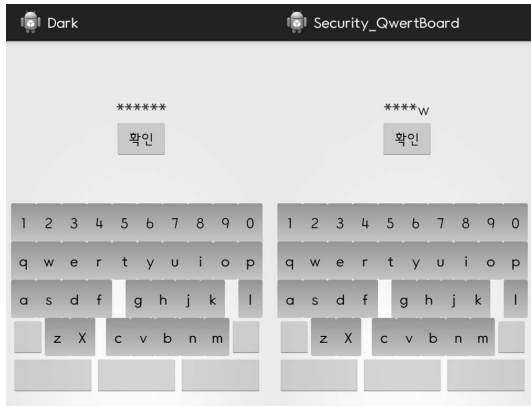 Dark
******
확인
1 2 3 4 5 6 7 8 9 0
q w e r t y u i o p
a s d f g h j k l
z X c v b n m
Security_QwertBoard
****w
확인
1 2 3 4 5 6 7 8 9 0
q w e r t y u i o p
a s d f g h j k l
z X c v b n m